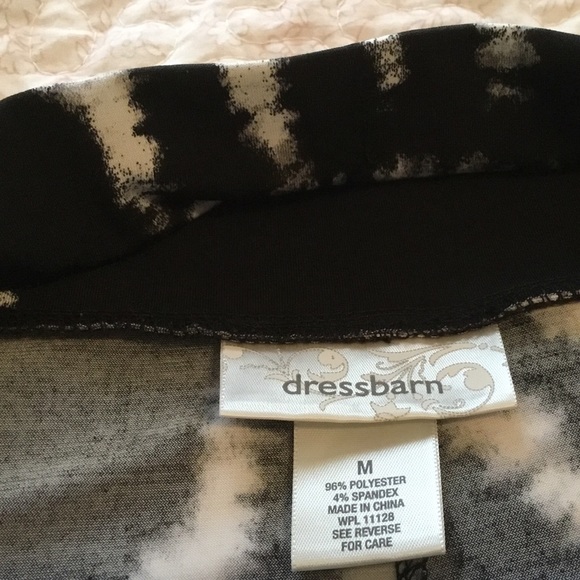 dressbarn
M
96% POLYESTER
4% SPANDEX
MADE IN CHINA
WPL 11128
SEE REVERSE
FOR CARE